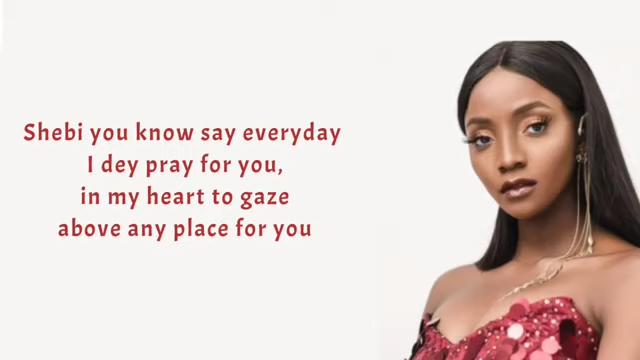 Shebi you know say everyday
I dey pray for you,
in my heart to gaze
above any place for you